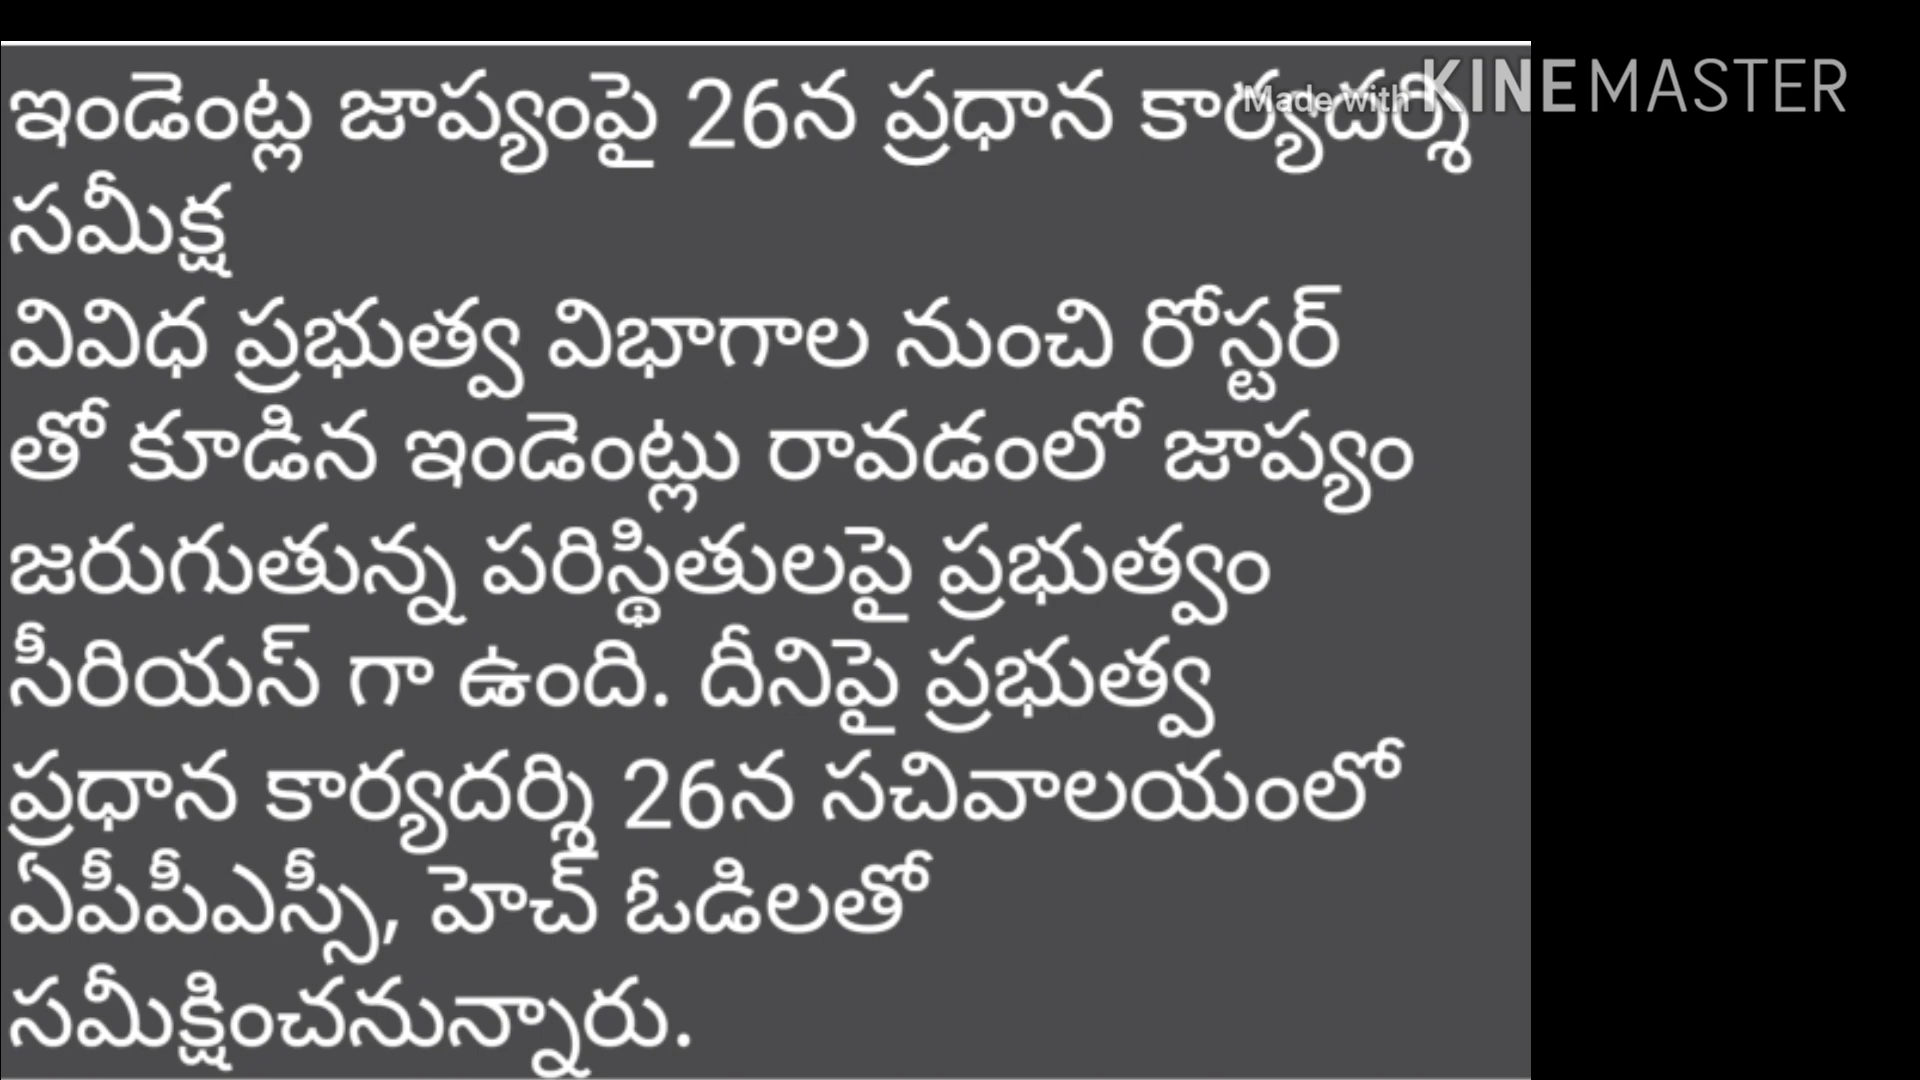 ఇండెంట్ల జాప్యంపై 26న ప్రధాన కార్యదర్శి
సమీక్ష
వివిధ ప్రభుత్వ విభాగాల నుంచి రోస్టర్
తో కూడిన ఇండెంట్లు రావడంలో జాప్యం
జరుగుతున్న పరిస్థితులపై ప్రభుత్వం
సీరియస్ గా ఉంది. దీనిపై ప్రభుత్వ
ప్రధాన కార్యదర్శి 26న సచివాలయంలో
ఏపీపీఎస్సీ, హెచ్ ఓడిలతో
సమీక్షించనున్నారు.
Made with KINEMASTER